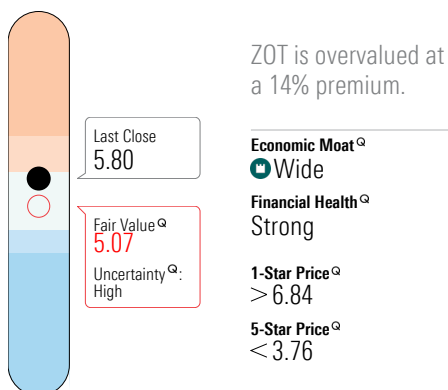 ZOT is overvalued at
a 14% premium.
Last Close
5.80
Fair Value Q
5.07
Uncertainty Q:
High
Economic Moat Q
Wide
Financial Health Q
Strong
1-Star Price Q
>6.84
5-Star Price Q
<3.76